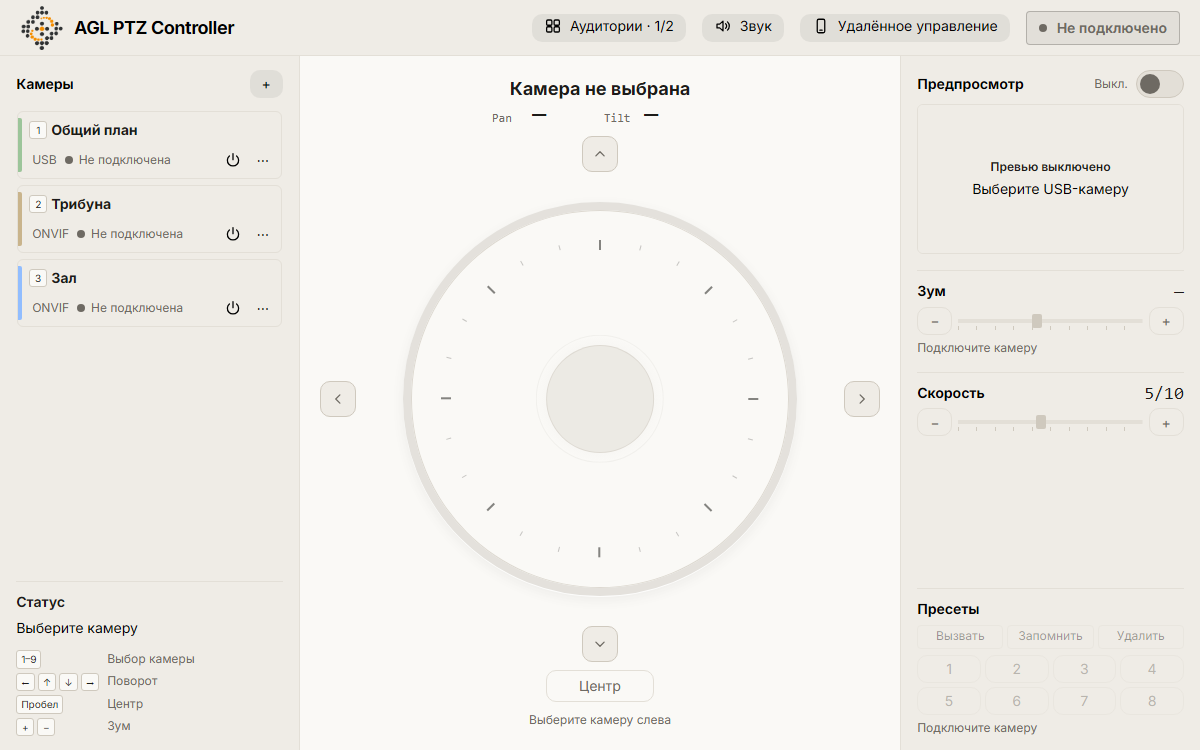 AGL PTZ Controller
Аудитории · 1/2
Звук
Удалённое управление
Не подключено
Камеры
+
1 Общий план
USB Не подключена ...
2 Трибуна
ONVIF Не подключена ...
3 Зал
ONVIF Не подключена ...
Статус
Выберите камеру
1–9 Выбор камеры
← ↑ ↓ → Поворот
Пробел Центр
+ − Зум
Камера не выбрана
Pan — Tilt —
Центр
Выберите камеру слева
Предпросмотр Выкл.
Превью выключено
Выберите USB-камеру
Зум —
− +
Подключите камеру
Скорость 5/10
− +
Пресеты
Вызвать Запомнить Удалить
1 2 3 4
5 6 7 8
Подключите камеру